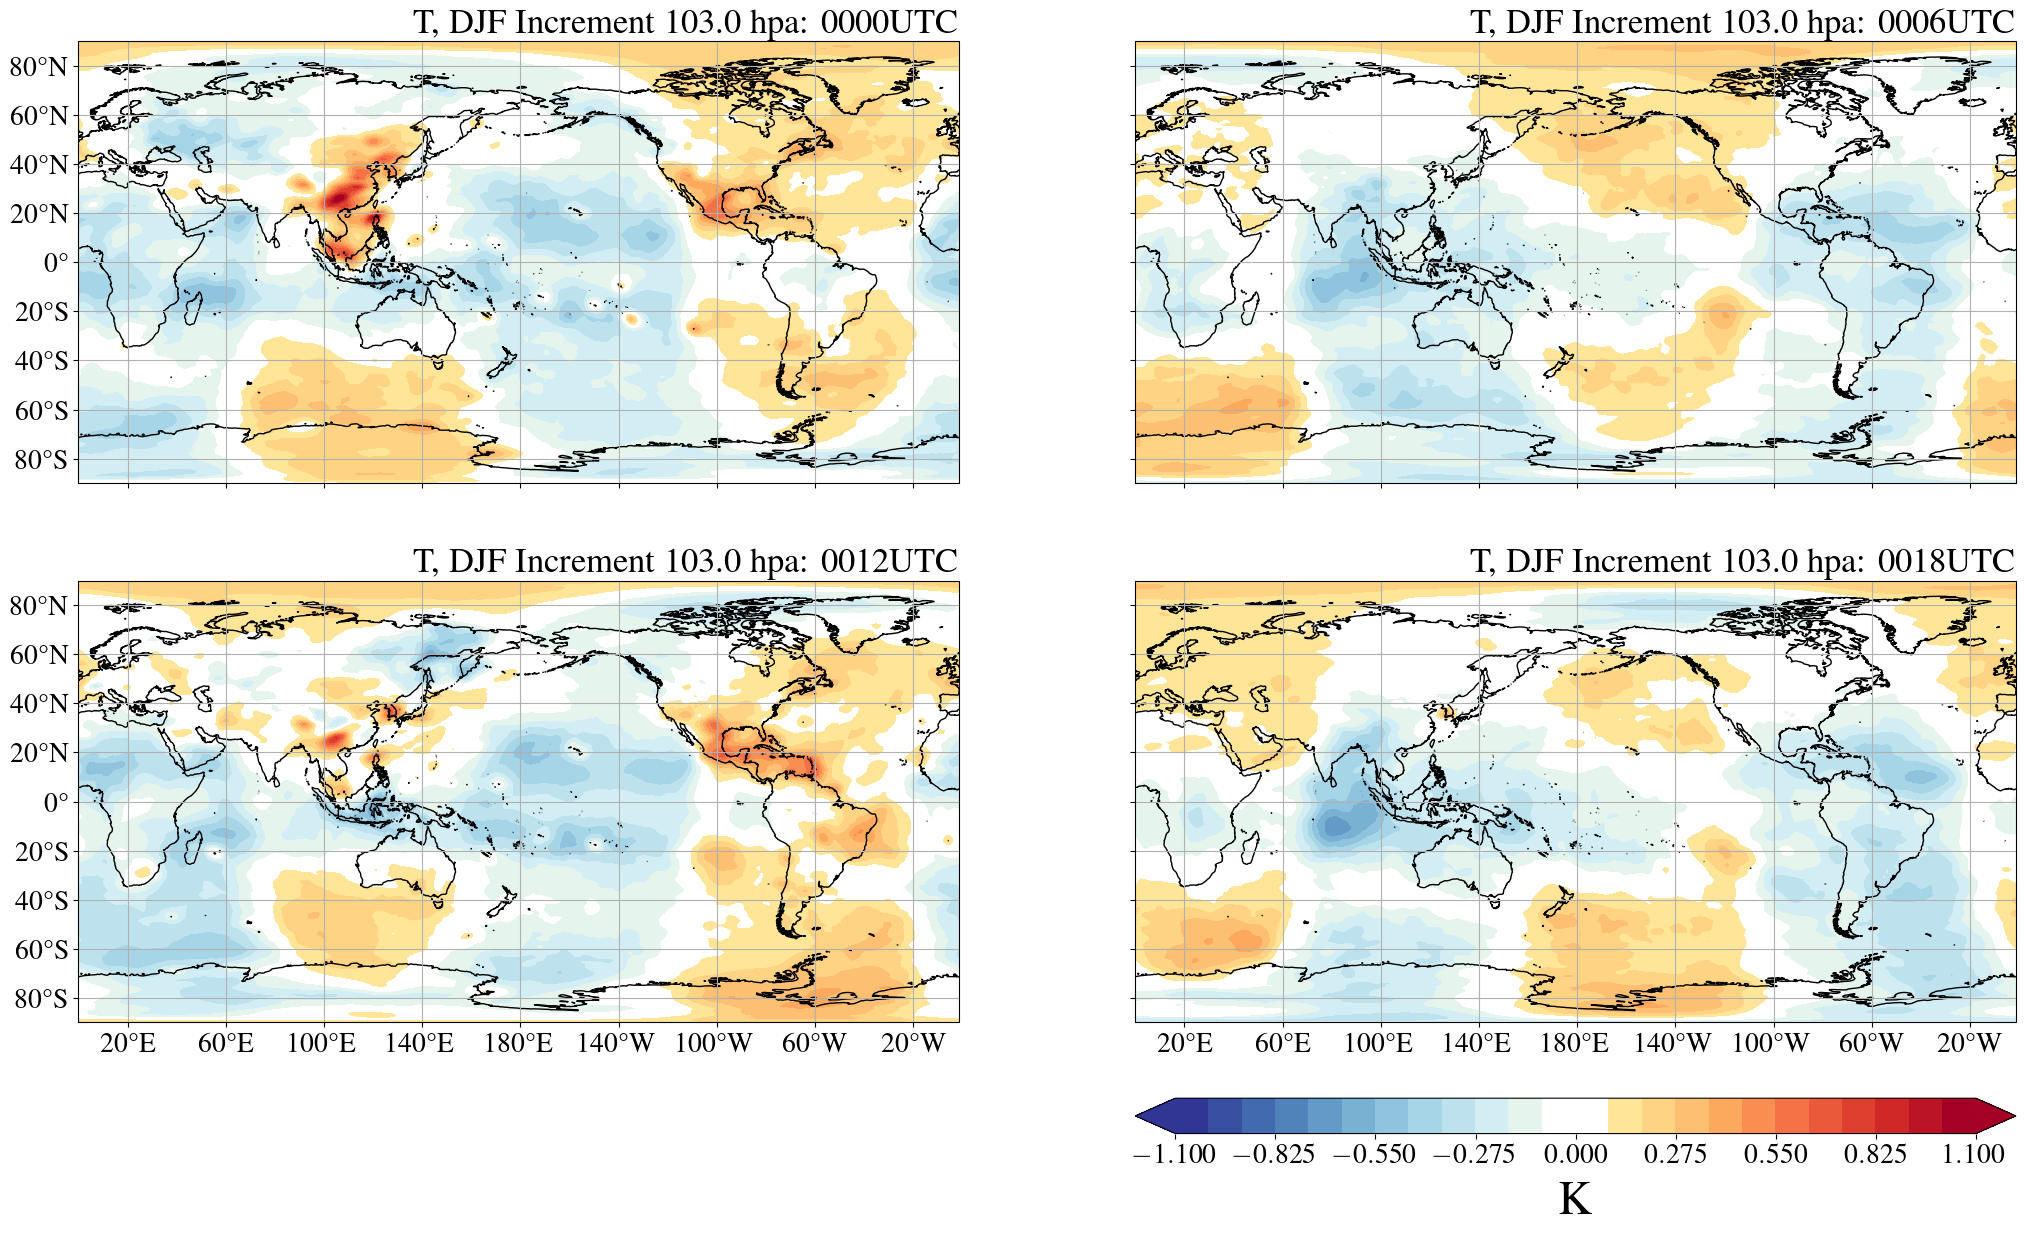 T, DJF Increment 103.0 hpa: 0000UTC
80°N
60°N
40°N
20°N
0°
20°S
40°S
60°S
80°S
T, DJF Increment 103.0 hpa: 0006UTC
T, DJF Increment 103.0 hpa: 0012UTC
80°N
60°N
40°N
20°N
0°
20°S
40°S
60°S
80°S
20°E 60°E 100°E 140°E 180°E 140°W 100°W 60°W 20°W
T, DJF Increment 103.0 hpa: 0018UTC
20°E 60°E 100°E 140°E 180°E 140°W 100°W 60°W 20°W
−1.100 −0.825 −0.550 −0.275 0.000 0.275 0.550 0.825 1.100
K